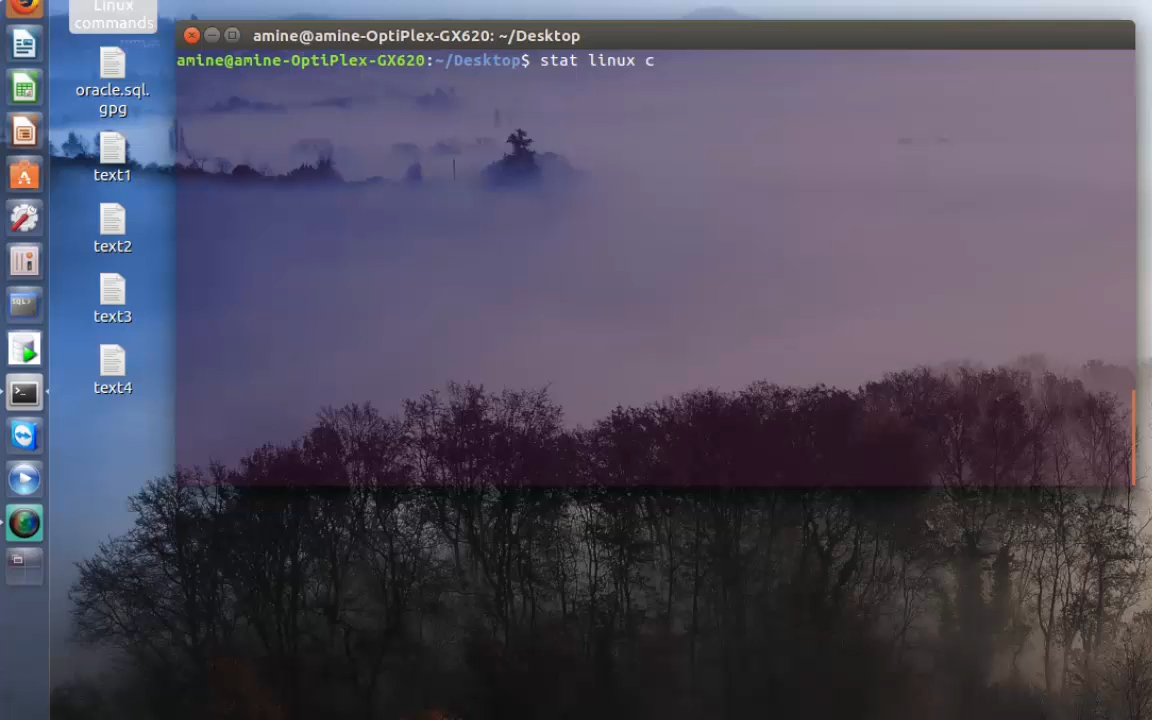 Linux
commands
amine@amine-OptiPlex-GX620: ~/Desktop
amine@amine-OptiPlex-GX620:~/Desktop$ stat linux c
oracle.sql.
gpg
text1
text2
text3
text4
SQL>
>_